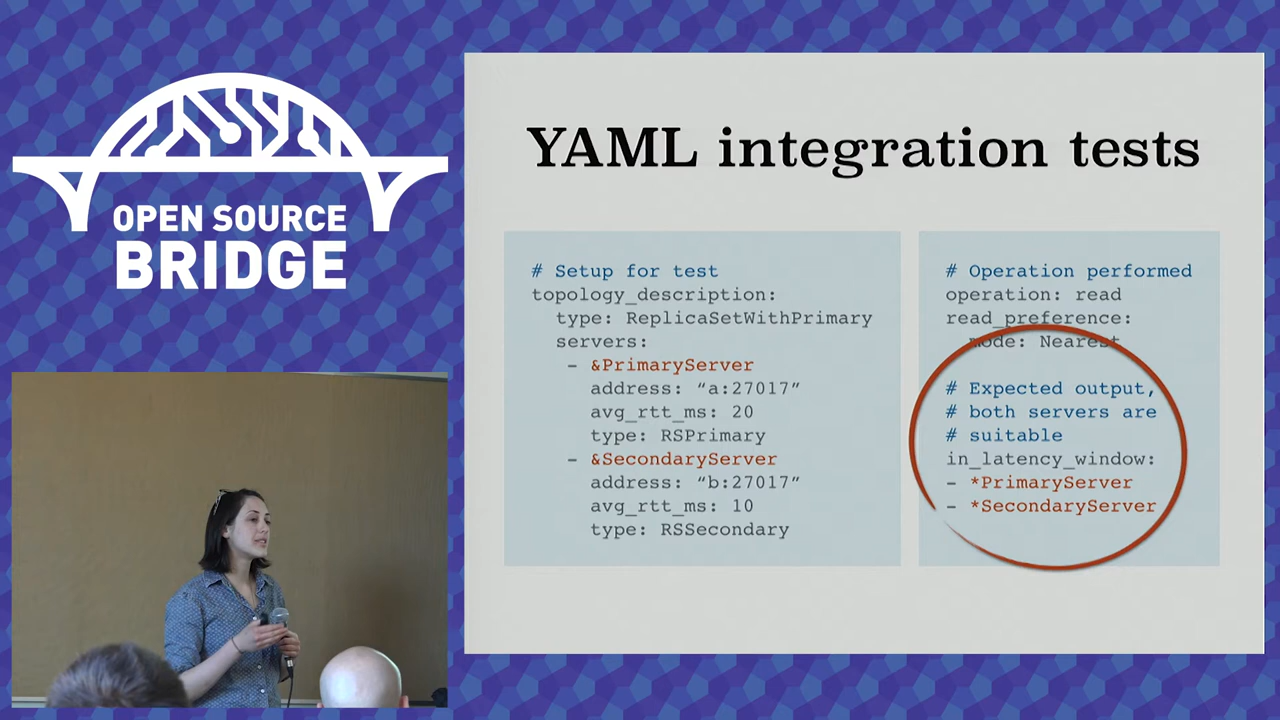 OPEN SOURCE
BRIDGE
YAML integration tests
# Setup for test
topology_description:
type: ReplicaSetWithPrimary
servers:
- &PrimaryServer
address: “a:27017”
avg_rtt_ms: 20
type: RSPrimary
- &SecondaryServer
address: “b:27017”
avg_rtt_ms: 10
type: RSSecondary
# Operation performed
operation: read
read_preference:
mode: Nearest
# Expected output,
# both servers are
# suitable
in_latency_window:
- *PrimaryServer
- *SecondaryServer